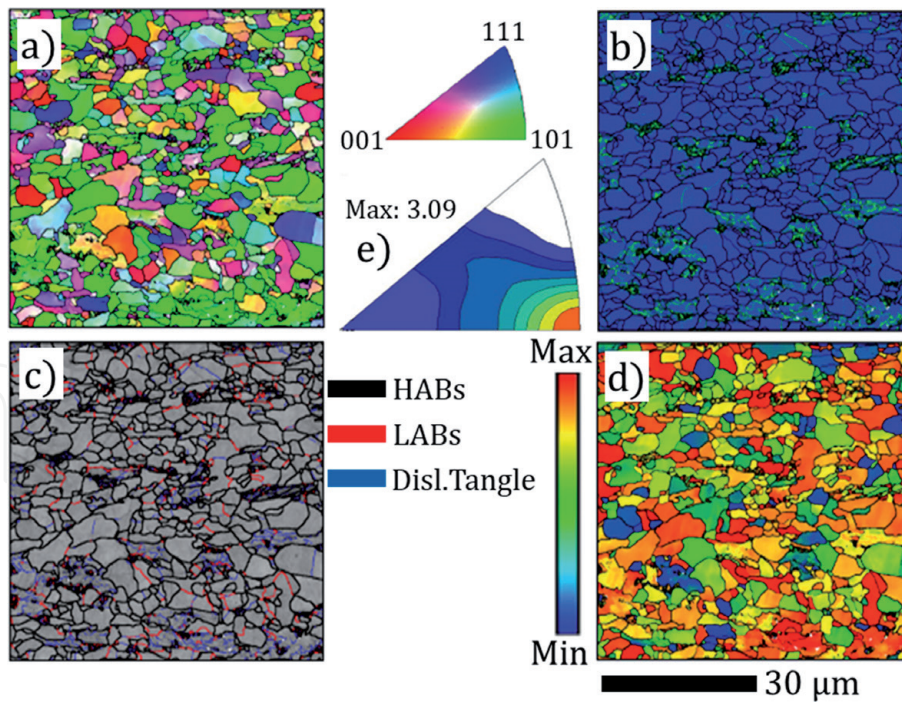 a)
111
b)
001
101
Max: 3.09
e)
c)
HABs
LABs
Disl.Tangle
Max
Min
d)
30 µm